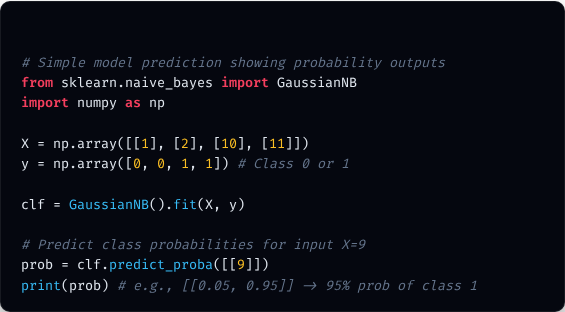 # Simple model prediction showing probability outputs
from sklearn.naive_bayes import GaussianNB
import numpy as np
X = np.array([[1], [2], [10], [11]])
y = np.array([0, 0, 1, 1]) # Class 0 or 1
clf = GaussianNB().fit(X, y)
# Predict class probabilities for input X=9
prob = clf.predict_proba([[9]])
print(prob) # e.g., [[0.05, 0.95]] → 95% prob of class 1